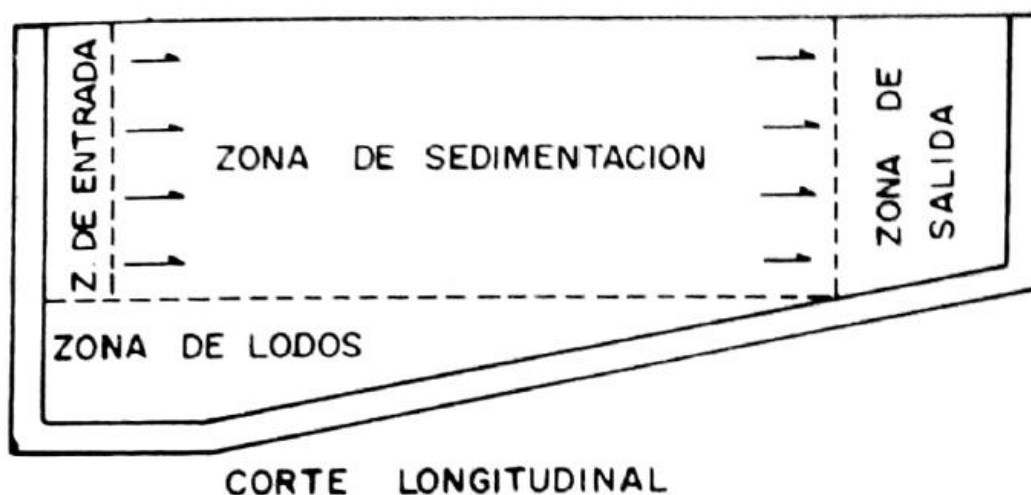 Z. DE ENTRADA
ZONA DE SEDIMENTACION
ZONA DE
SALIDA
ZONA DE LODOS
CORTE LONGITUDINAL